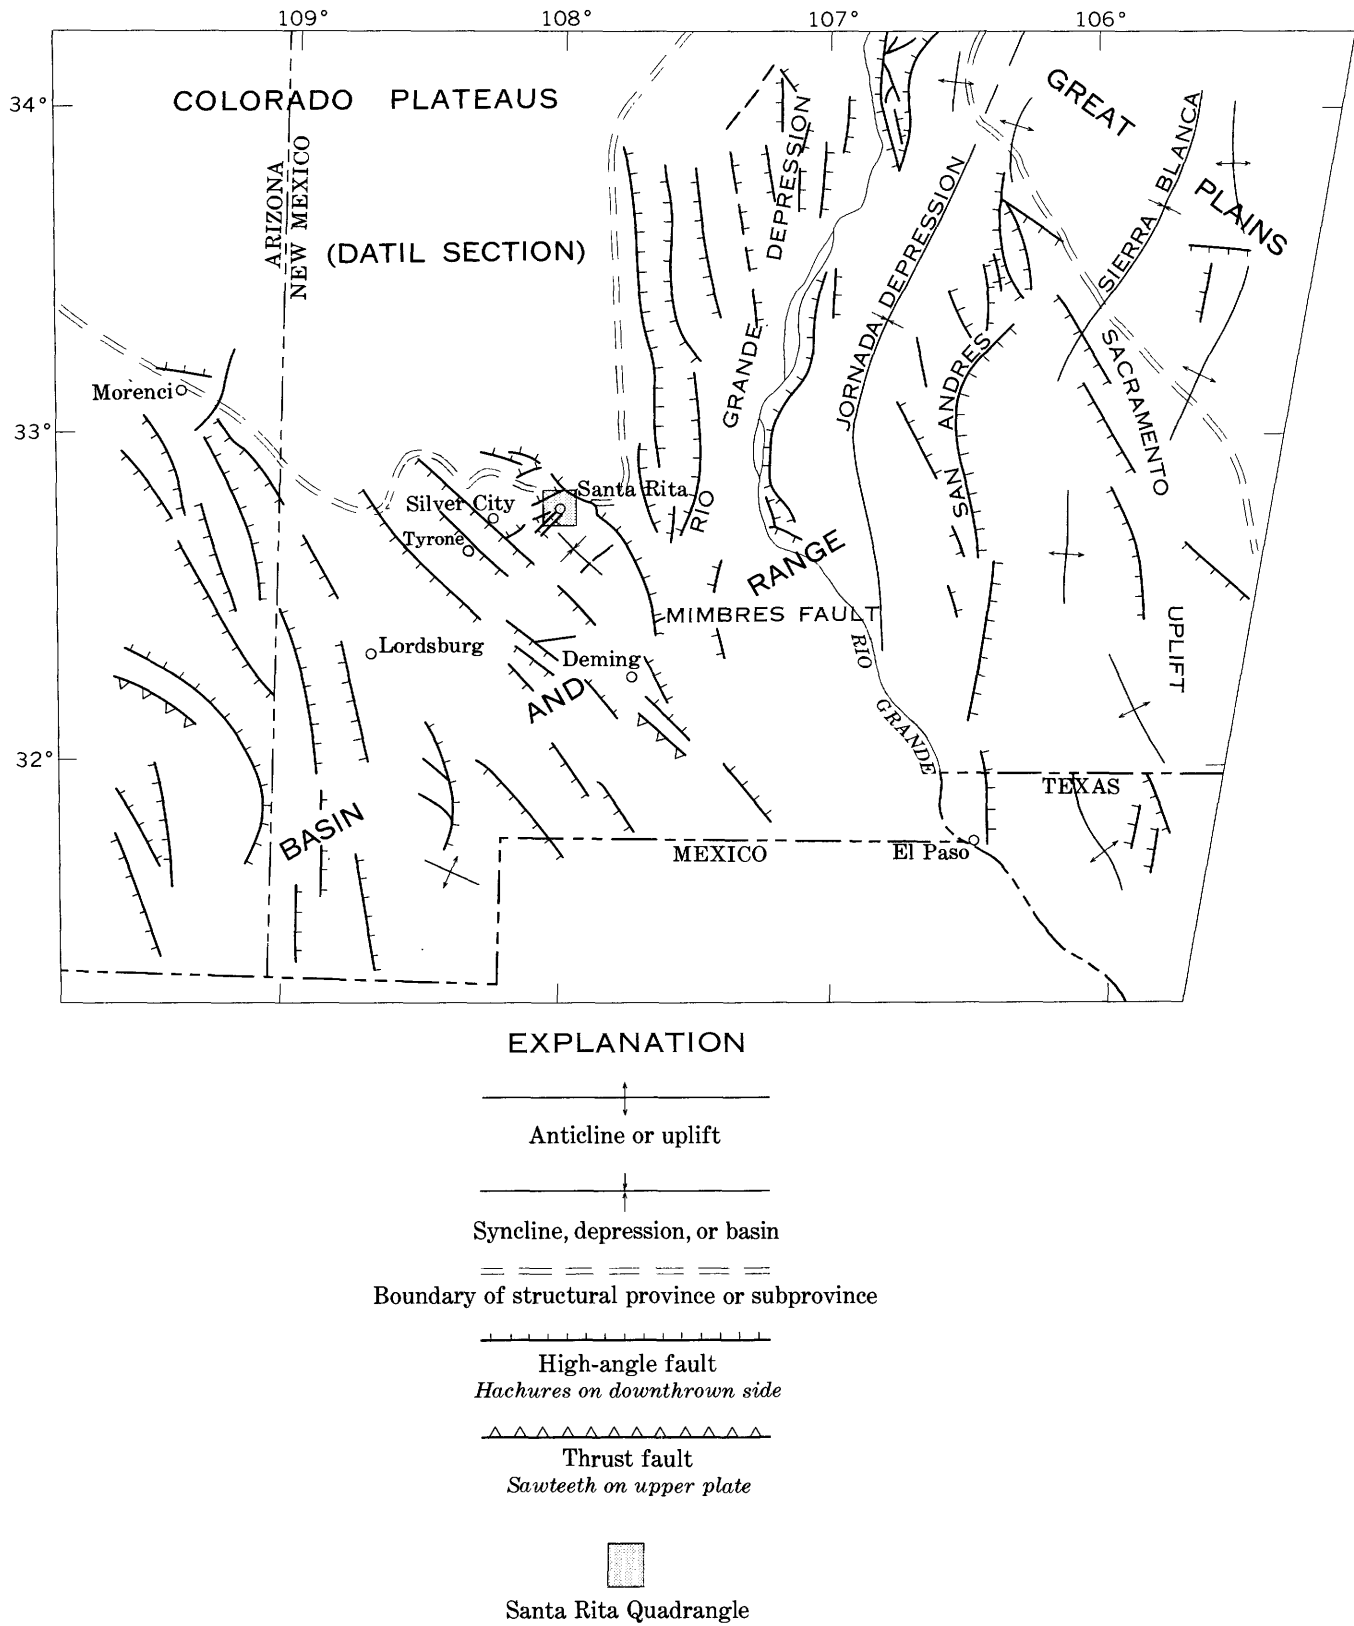 109° 108° 107° 106°
34°
COLORADO PLATEAUS
GREAT
PLAINS
ARIZONA
NEW MEXICO
(DATIL SECTION)
DEPRESSION
JORNADA DEPRESSION
SIERRA BLANCA
GRANDE
RIO
ANDRES
SAN
SACRAMENTO
UPLIFT
Morenci
33°
Santa Rita
Silver City
Tyrone
RANGE
MIMBRES FAULT
Lordsburg
Deming
AND
RIO
GRANDE
32°
TEXAS
BASIN
MEXICO
El Paso
EXPLANATION
Anticline or uplift
Syncline, depression, or basin
Boundary of structural province or subprovince
High-angle fault
Hachures on downthrown side
Thrust fault
Sawteeth on upper plate
Santa Rita Quadrangle